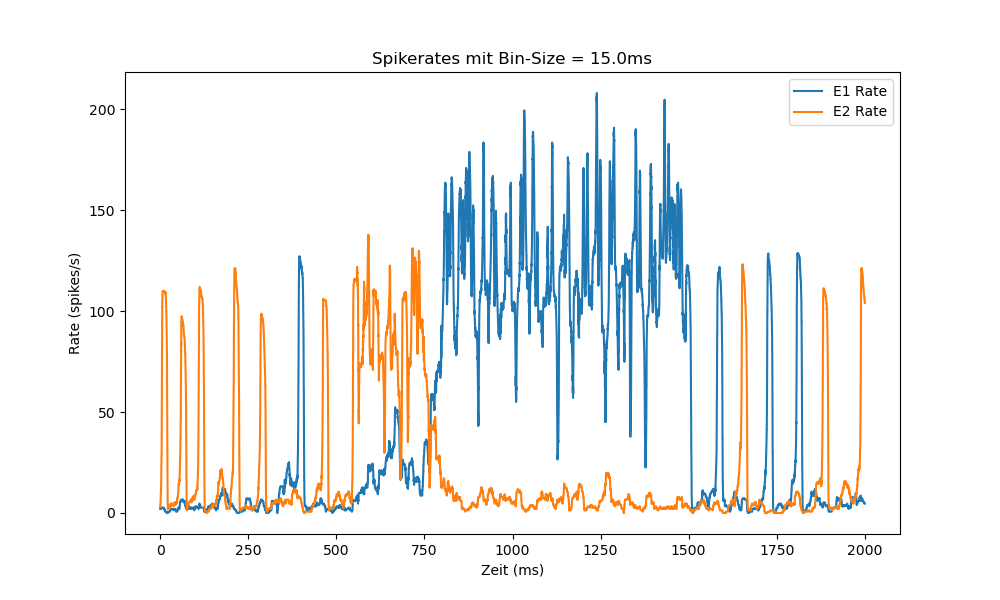 Spikerates mit Bin-Size = 15.0ms
E1 Rate
E2 Rate
Rate (spikes/s)
200
150
100
50
0
0 250 500 750 1000 1250 1500 1750 2000
Zeit (ms)